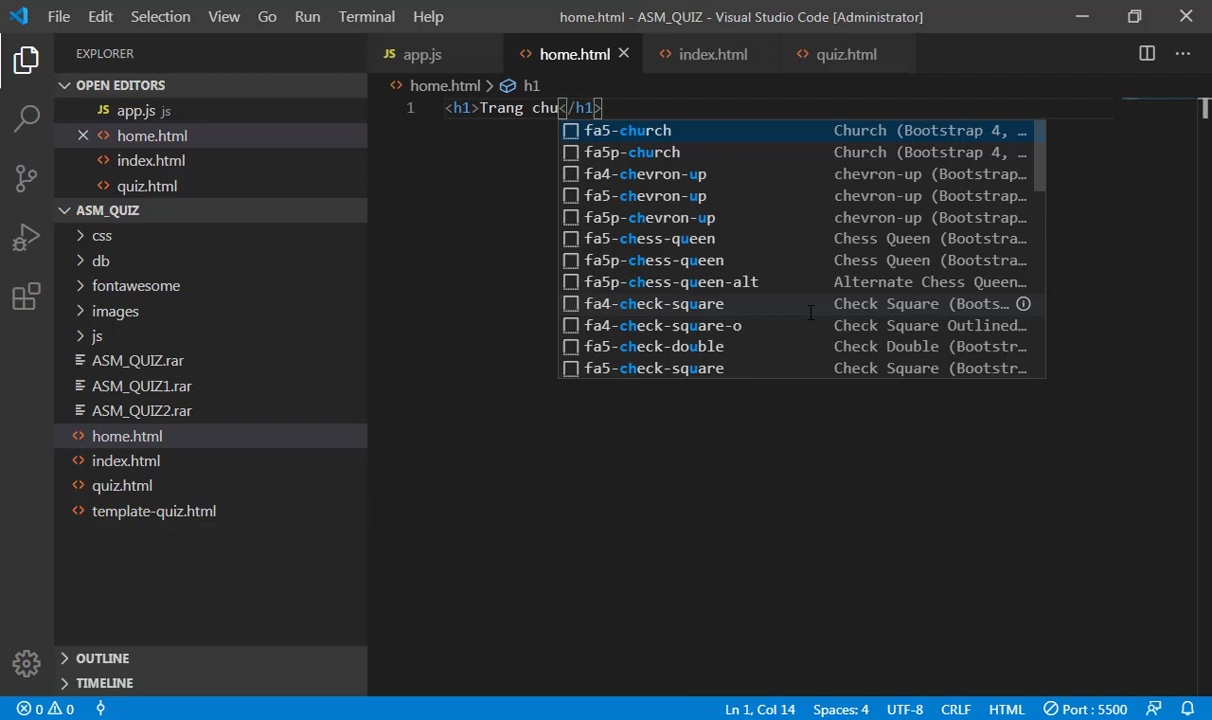 File Edit Selection View Go Run Terminal Help home.html - ASM_QUIZ - Visual Studio Code [Administrator]
EXPLORER
JS app.js home.html index.html quiz.html
OPEN EDITORS
home.html h1
JS app.js js
1 <h1>Trang chu</h1>
home.html
index.html
quiz.html
fa5-church Church (Bootstrap 4, …
fa5p-church Church (Bootstrap 4, …
fa4-chevron-up chevron-up (Bootstrap…
fa5-chevron-up chevron-up (Bootstrap…
fa5p-chevron-up chevron-up (Bootstrap…
fa5-chess-queen Chess Queen (Bootstra…
fa5p-chess-queen Chess Queen (Bootstra…
fa5p-chess-queen-alt Alternate Chess Queen…
fa4-check-square Check Square (Boots…
fa4-check-square-o Check Square Outlined…
fa5-check-double Check Double (Bootstr…
fa5-check-square Check Square (Bootstr…
ASM_QUIZ
css
db
fontawesome
images
js
ASM_QUIZ.rar
ASM_QUIZ1.rar
ASM_QUIZ2.rar
home.html
index.html
quiz.html
template-quiz.html
OUTLINE
TIMELINE
0 0 Ln 1, Col 14 Spaces: 4 UTF-8 CRLF HTML Port : 5500